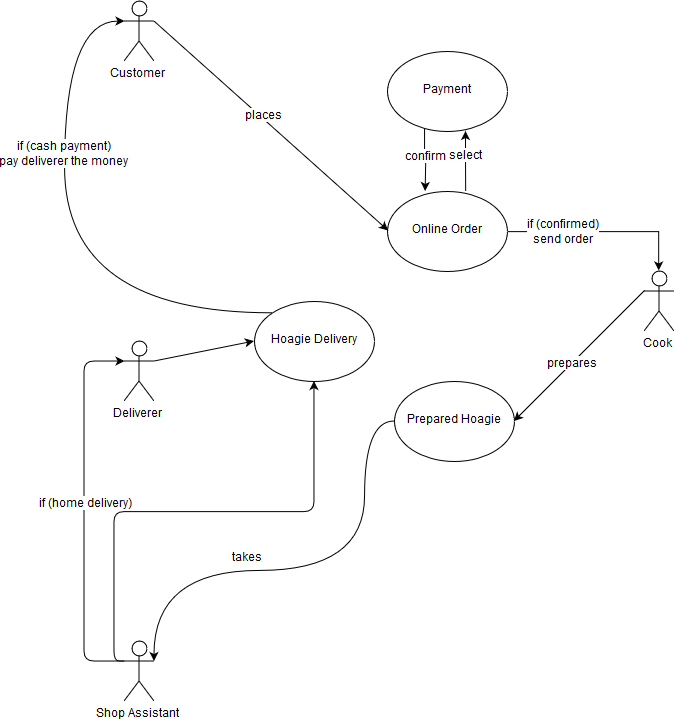 Customer
Payment
places
if (cash payment)
pay deliverer the money
confirm
select
Online Order
if (confirmed)
send order
Hoagie Delivery
Cook
prepares
Deliverer
Prepared Hoagie
if (home delivery)
takes
Shop Assistant